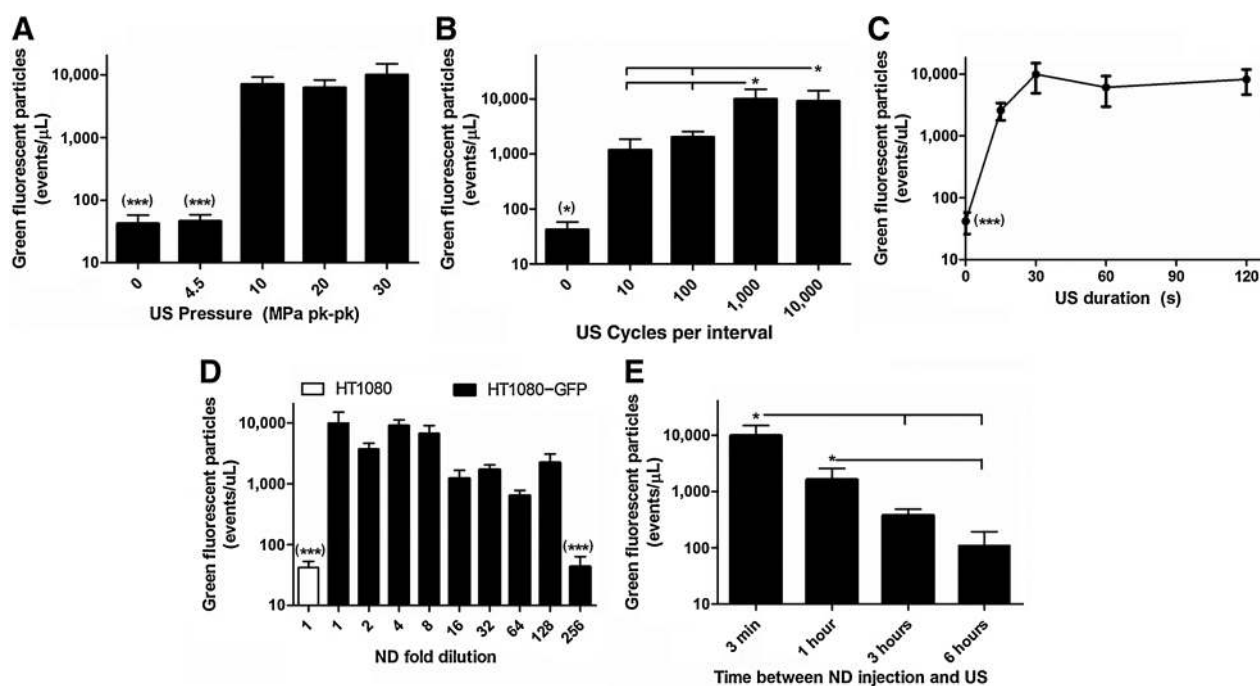 A
Green fluorescent particles
(events/μL)
10,000
1,000
100
10
(***)
(***)
0
4.5
10
20
30
US Pressure (MPa pk-pk)
B
Green fluorescent particles
(events/μL)
10,000
1,000
100
10
(*)
*
*
0
10
100
1,000
10,000
US Cycles per interval
C
Green fluorescent particles
(events/uL)
10,000
1,000
100
10
(***)
0
30
60
90
120
US duration (s)
D
HT1080
HT1080-GFP
Green fluorescent particles
(events/uL)
10,000
1,000
100
10
(***)
(***)
1
1
2
4
8
16
32
64
128
256
ND fold dilution
E
Green fluorescent particles
(events/μL)
10,000
1,000
100
10
*
*
3 min
1 hour
3 hours
6 hours
Time between ND injection and US